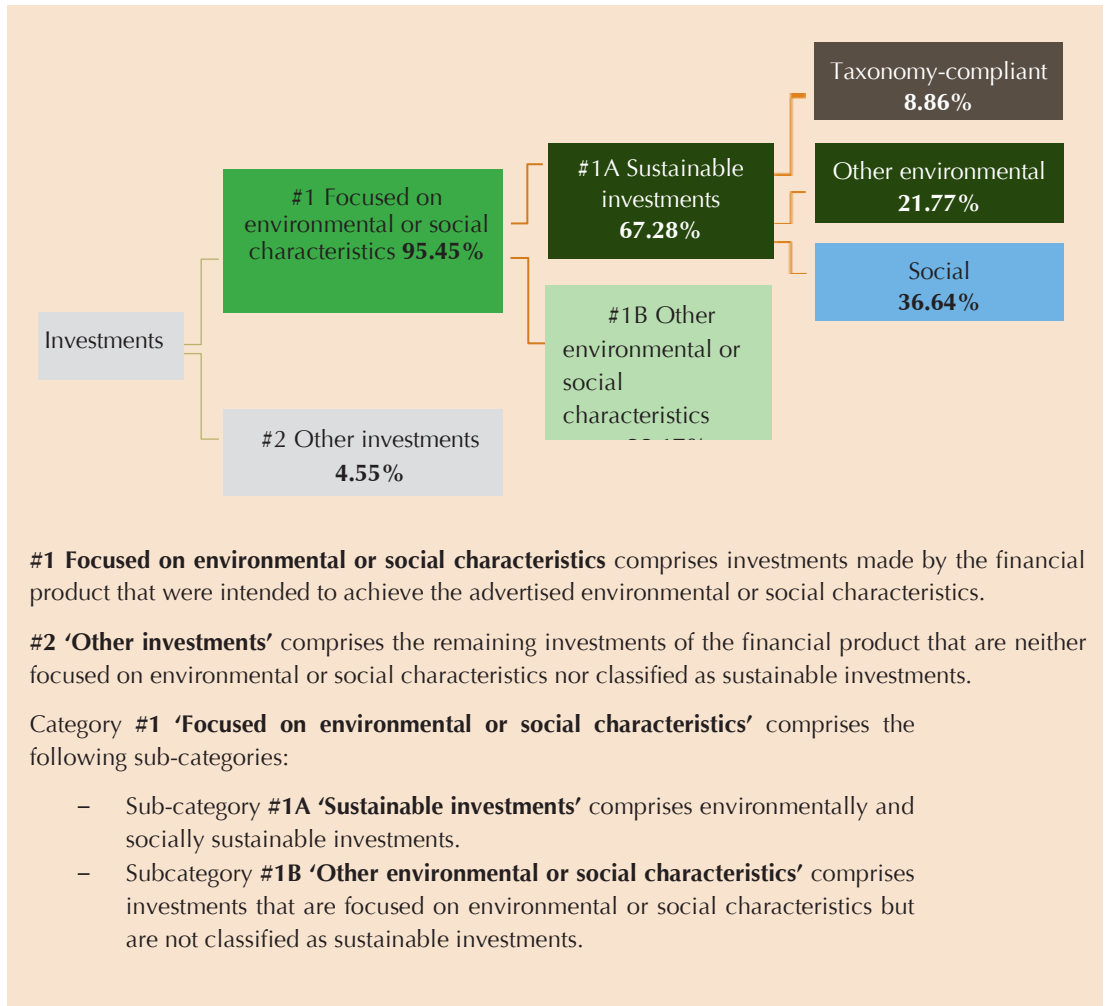 Taxonomy-compliant
8.86%
#1A Sustainable
investments
67.28%
Other environmental
21.77%
#1 Focused on
environmental or social
characteristics 95.45%
Social
36.64%
#1B Other
environmental or
social
characteristics
Investments
#2 Other investments
4.55%
#1 Focused on environmental or social characteristics comprises investments made by the financial
product that were intended to achieve the advertised environmental or social characteristics.
#2 ‘Other investments’ comprises the remaining investments of the financial product that are neither
focused on environmental or social characteristics nor classified as sustainable investments.
Category #1 ‘Focused on environmental or social characteristics’ comprises the
following sub-categories:
– Sub-category #1A ‘Sustainable investments’ comprises environmentally and
socially sustainable investments.
– Subcategory #1B ‘Other environmental or social characteristics’ comprises
investments that are focused on environmental or social characteristics but
are not classified as sustainable investments.